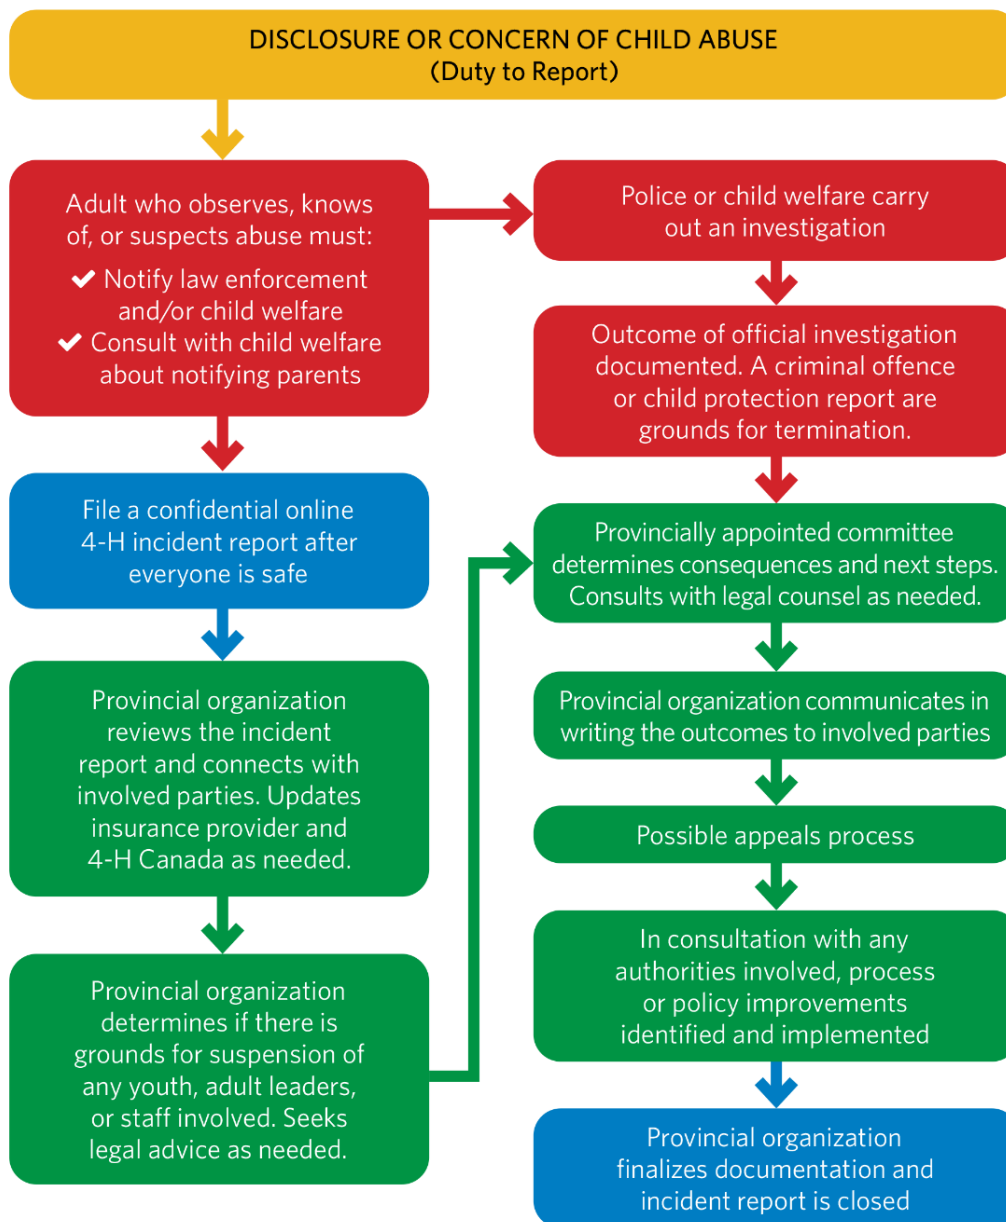 DISCLOSURE OR CONCERN OF CHILD ABUSE
(Duty to Report)
Adult who observes, knows
of, or suspects abuse must:
✔ Notify law enforcement
and/or child welfare
✔ Consult with child welfare
about notifying parents
File a confidential online
4-H incident report after
everyone is safe
Provincial organization
reviews the incident
report and connects with
involved parties. Updates
insurance provider and
4-H Canada as needed.
Provincial organization
determines if there is
grounds for suspension of
any youth, adult leaders,
or staff involved. Seeks
legal advice as needed.
Police or child welfare carry
out an investigation
Outcome of official investigation
documented. A criminal offence
or child protection report are
grounds for termination.
Provincially appointed committee
determines consequences and next steps.
Consults with legal counsel as needed.
Provincial organization communicates in
writing the outcomes to involved parties
Possible appeals process
In consultation with any
authorities involved, process
or policy improvements
identified and implemented
Provincial organization
finalizes documentation and
incident report is closed